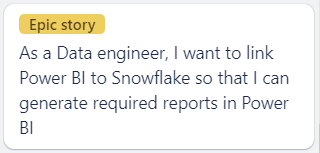 Epic story
As a Data engineer, I want to link
Power BI to Snowflake so that I can
generate required reports in Power
BI